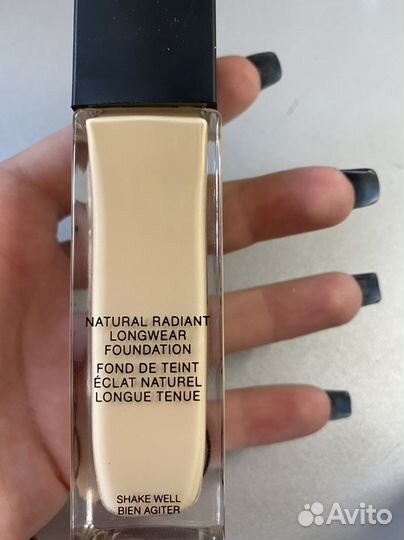 NATURAL RADIANT
LONGWEAR
FOUNDATION
FOND DE TEINT
ÉCLAT NATUREL
LONGUE TENUE
SHAKE WELL
BIEN AGITER
Avito